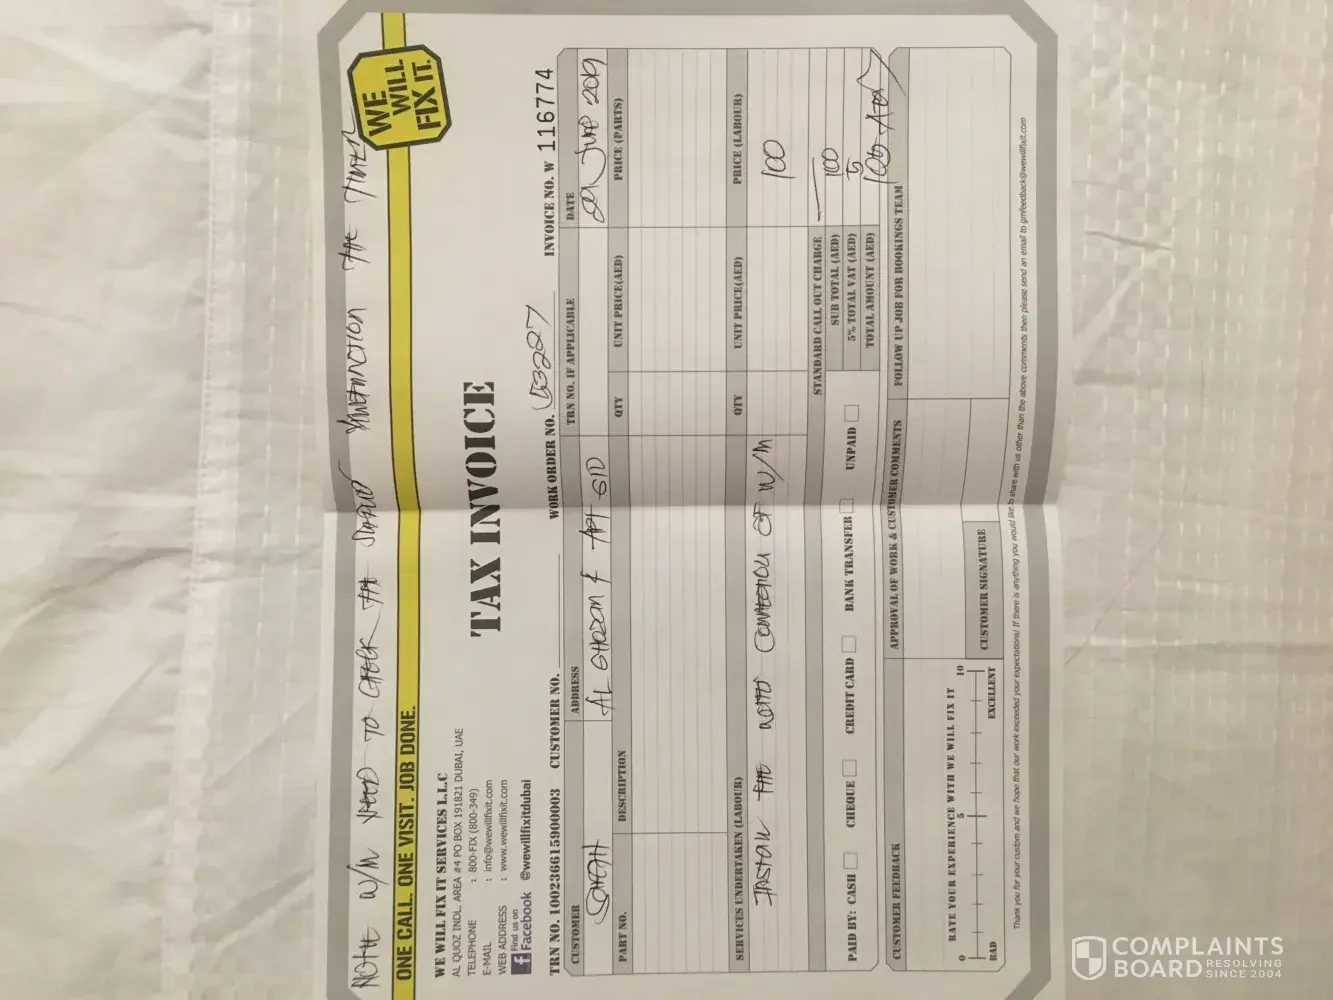 NOTE W/M NEED TO CHECK THE SOUND MALFUNCTION THE TIMER
ONE CALL. ONE VISIT. JOB DONE.
WE
WILL
FIX IT.
WE WILL FIX IT SERVICES L.L.C
AL QUOZ INDL. AREA #4 PO BOX 191821 DUBAI, UAE
TELEPHONE : 800-FIX (800-349)
E-MAIL : info@wewillfixit.com
WEB ADDRESS : www.wewillfixit.com
Find us on
Facebook @wewillfixitdubai
TAX INVOICE
TRN NO. 100236615900003 CUSTOMER NO. WORK ORDER NO. 53227 INVOICE NO. W 116774
CUSTOMER ADDRESS TRN NO. IF APPLICABLE DATE
SARAH AL GHOZLAN 4 APT 610 29 JUNE 2019
PART NO. DESCRIPTION QTY UNIT PRICE(AED) PRICE (PARTS)
SERVICES UNDERTAKEN (LABOUR) QTY UNIT PRICE(AED) PRICE (LABOUR)
INSTALL THE WATER CONNECTION OF W/M 100
STANDARD CALL OUT CHARGE
SUB TOTAL (AED) 100
5% TOTAL VAT (AED) 5
TOTAL AMOUNT (AED) 105 AED
PAID BY: CASH CHEQUE CREDIT CARD BANK TRANSFER UNPAID
CUSTOMER FEEDBACK APPROVAL OF WORK & CUSTOMER COMMENTS FOLLOW UP JOB FOR BOOKINGS TEAM
RATE YOUR EXPERIENCE WITH WE WILL FIX IT
0 5 10
BAD EXCELLENT
CUSTOMER SIGNATURE
Thank you for your custom and we hope that our work exceeded your expectations! If there is anything you would like to share with us other than the above comments then please send an email to gmfeedback@wewillfixit.com
COMPLAINTS
BOARD RESOLVING
SINCE 2004